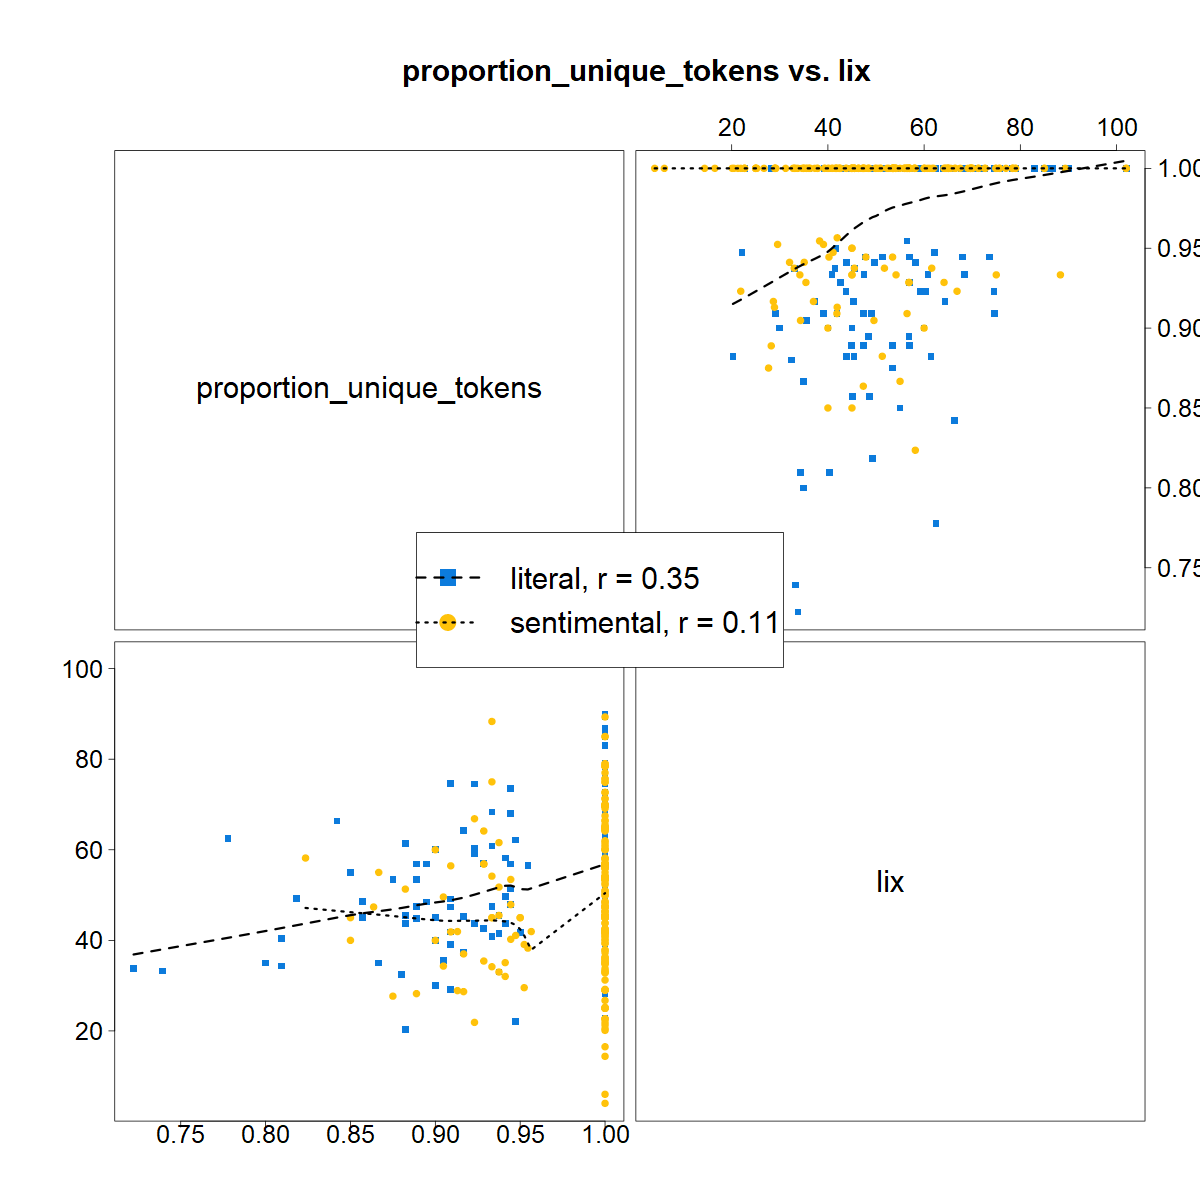 proportion_unique_tokens vs. lix
20 40 60 80 100
1.00
0.95
proportion_unique_tokens
0.90
0.85
0.80
0.75
literal, r = 0.35
sentimental, r = 0.11
100
80
60
lix
40
20
0.75 0.80 0.85 0.90 0.95 1.00